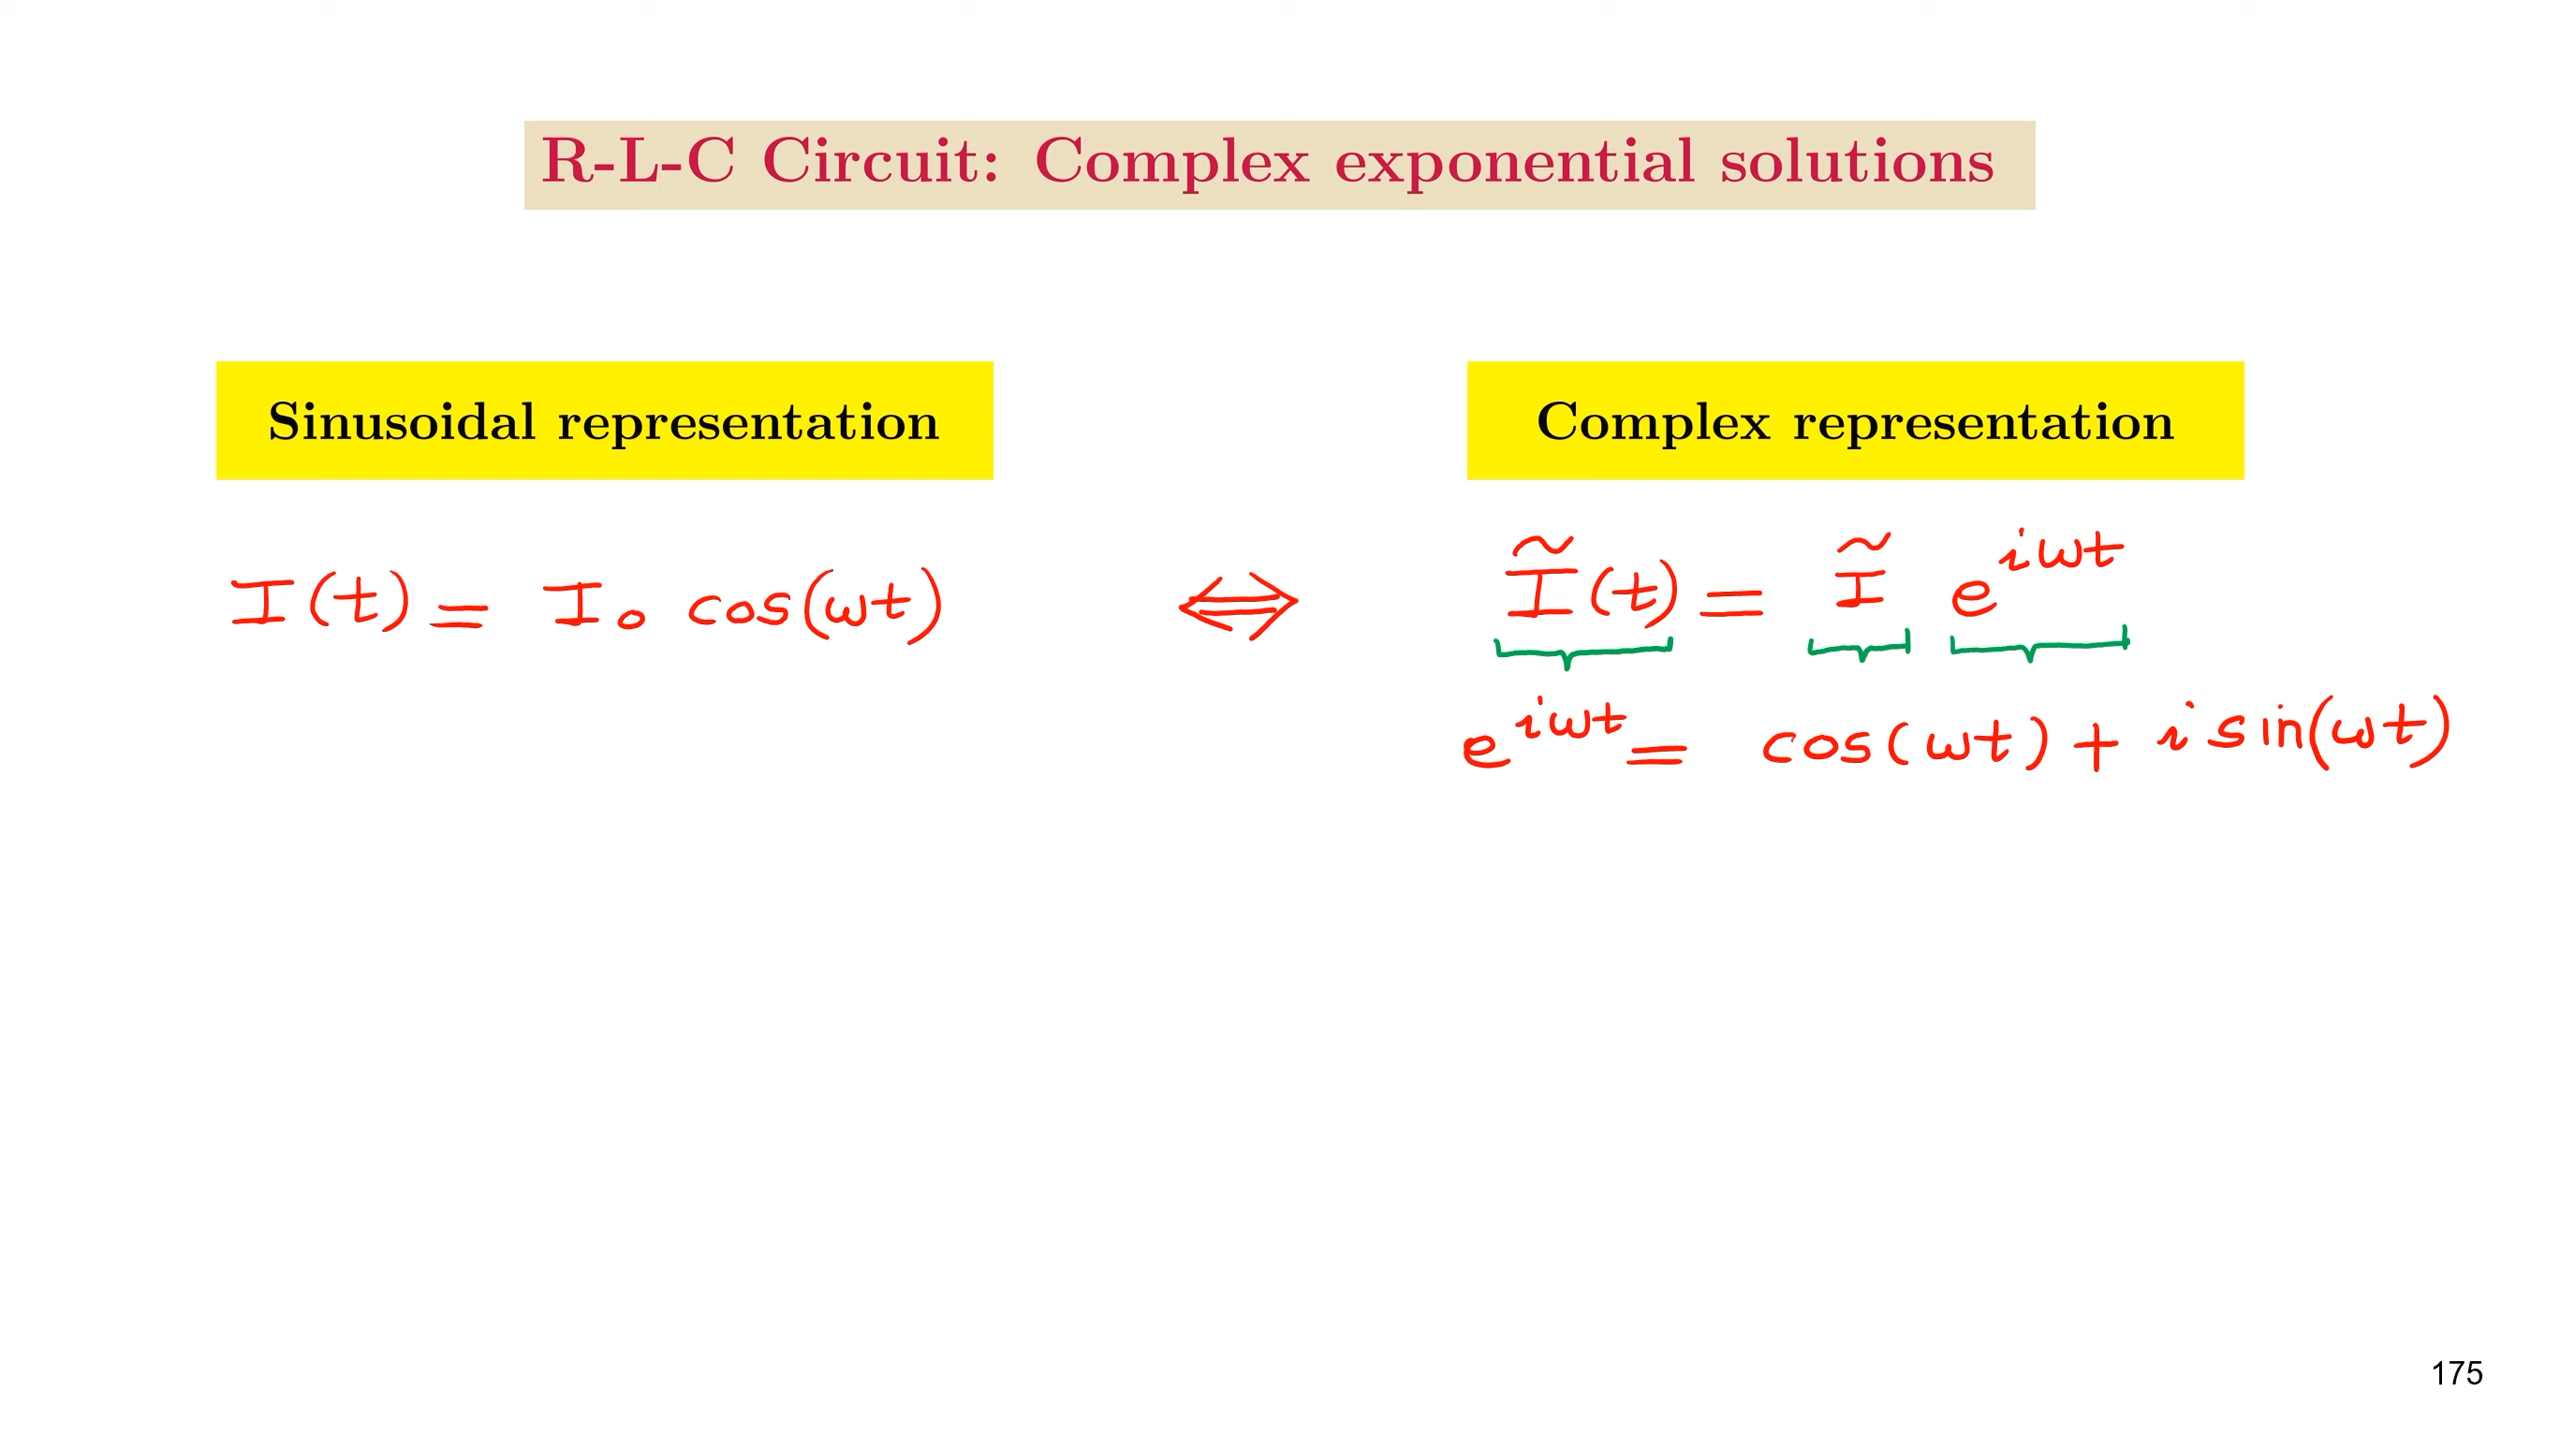 R-L-C Circuit: Complex exponential solutions
Sinusoidal representation
Complex representation
I(t) = I₀ cos(ωt) ⇔ Ĩ(t) = Ĩ e^{iωt}
e^{iωt} = cos(ωt) + i sin(ωt)
175